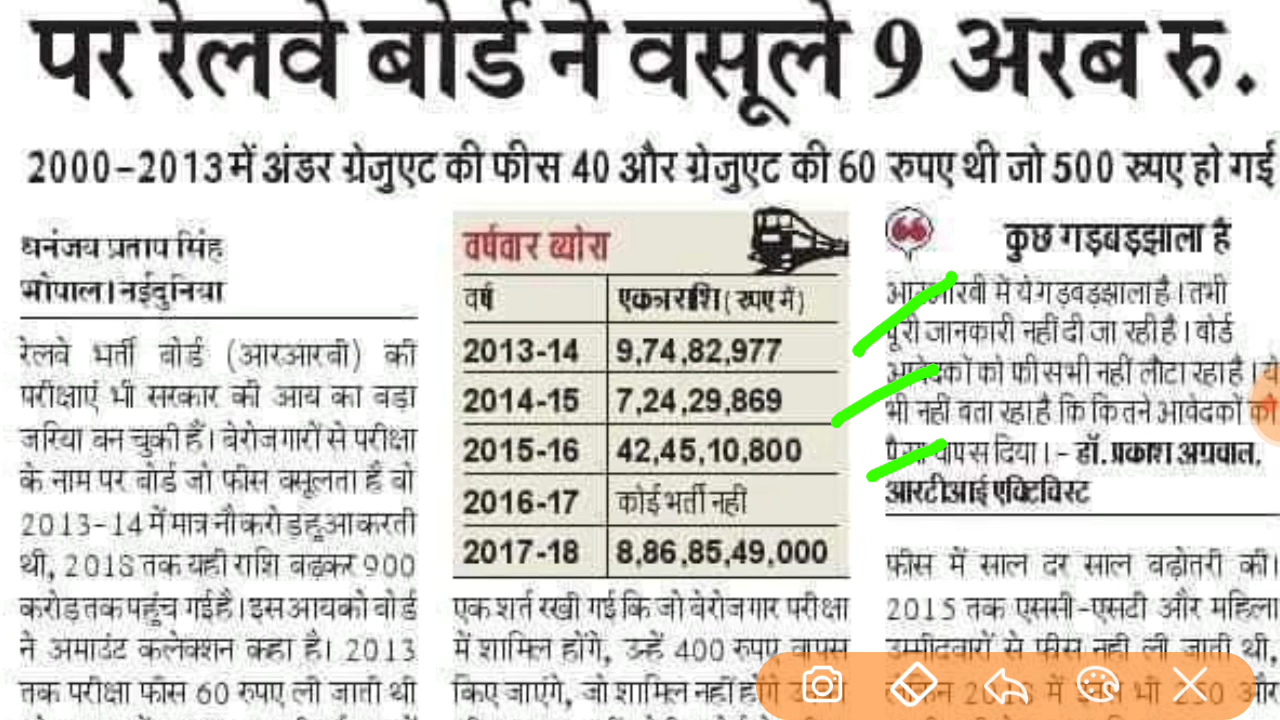 पर रेलवे बोर्ड ने वसूले 9 अरब रु.
2000-2013 में अंडर ग्रेजुएट की फीस 40 और ग्रेजुएट की 60 रुपए थी जो 500 रुपए हो गई
धनंजय प्रताप सिंह
भोपाल। नईदुनिया
रेलवे भर्ती बोर्ड (आरआरबी) की
परीक्षाएं भी सरकार की आय का बड़ा
जरिया बन चुकी हैं। बेरोजगारों से परीक्षा
के नाम पर बोर्ड जो फीस वसूलता है वो
2013-14 में मात्र नौ करोड़ हुआ करती
थी, 2018 तक यही राशि बढ़कर 900
करोड़ तक पहुंच गई है। इस आय को बोर्ड
ने अमाउंट कलेक्शन कहा है। 2013
तक परीक्षा फीस 60 रुपए ली जाती थी
वर्षवार ब्योरा
वर्ष एकत्र राशि (रुपए में)
2013-14 9,74,82,977
2014-15 7,24,29,869
2015-16 42,45,10,800
2016-17 कोई भर्ती नहीं
2017-18 8,86,85,49,000
एक शर्त रखी गई कि जो बेरोजगार परीक्षा
में शामिल होंगे, उन्हें 400 रुपए वापस
किए जाएंगे, जो शामिल नहीं होंगे
कुछ गड़बड़झाला है
आरआरबी में ये गड़बड़झाला है। तभी
पूरी जानकारी नहीं दी जा रही है। बोर्ड
आवेदकों को फीस भी नहीं लौटा रहा है। ये
भी नहीं बता रहा है कि कितने आवेदकों को
पैसा वापस दिया। - डॉ. प्रकाश अग्रवाल,
आरटीआई एक्टिविस्ट
फीस में साल दर साल बढ़ोतरी की।
2015 तक एससी-एसटी और महिला
उम्मीदवारों से फीस नहीं ली जाती थी,
में भी 250 और